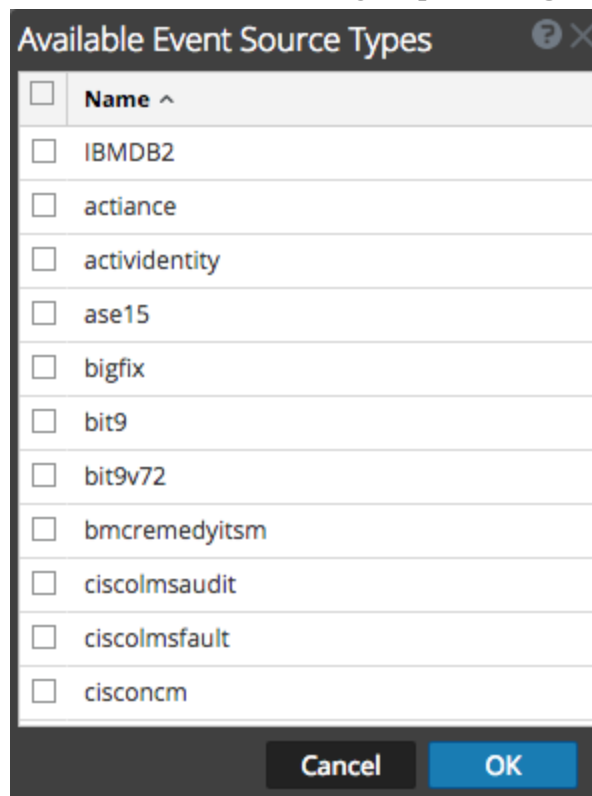 Available Event Source Types
Name
IBMDB2
actiance
actividentity
ase15
bigfix
bit9
bit9v72
bmcremedyitsm
ciscolmsaudit
ciscolmsfault
cisconcm
Cancel OK